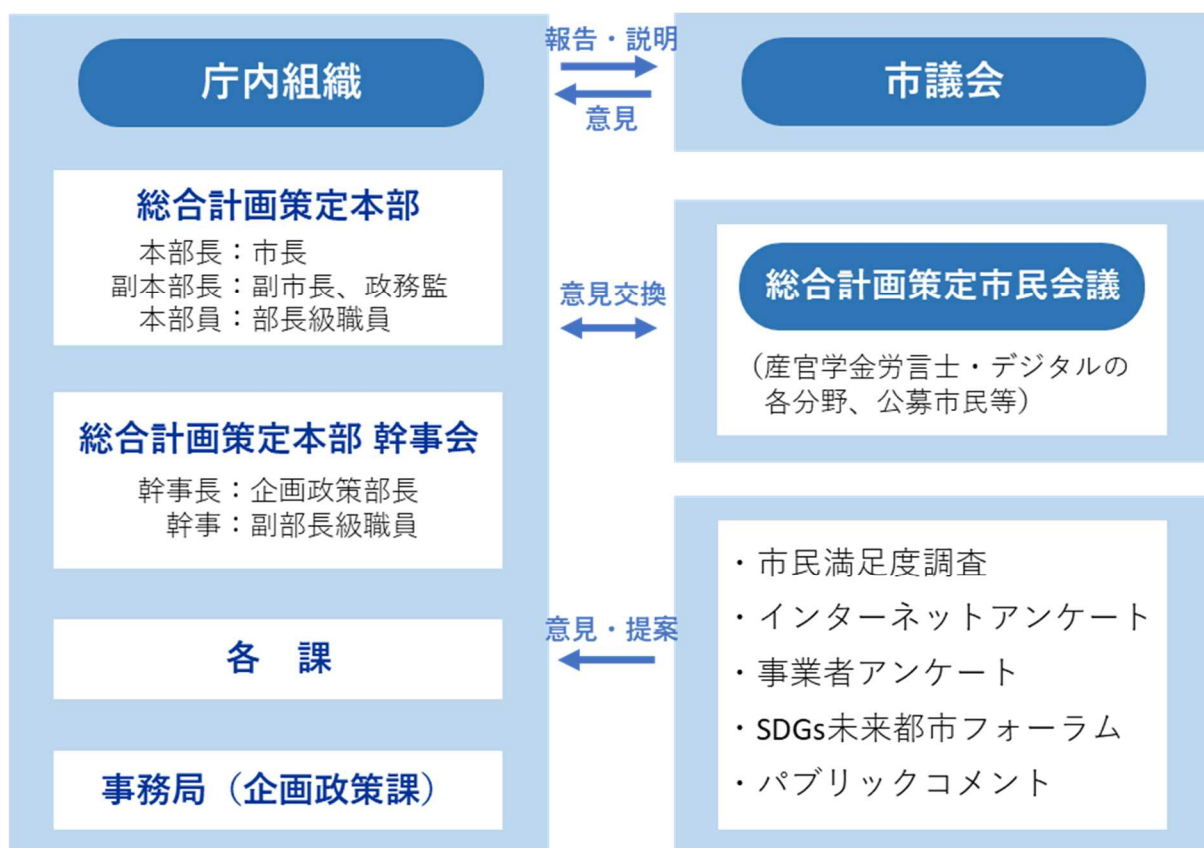 庁内組織
総合計画策定本部
本部長：市長
副本部長：副市長、政務監
本部員：部長級職員
総合計画策定本部 幹事会
幹事長：企画政策部長
幹事：副部長級職員
各　課
事務局（企画政策課）
報告・説明
意見
意見交換
意見・提案
市議会
総合計画策定市民会議
（産官学金労言士・デジタルの
各分野、公募市民等）
・市民満足度調査
・インターネットアンケート
・事業者アンケート
・SDGs未来都市フォーラム
・パブリックコメント